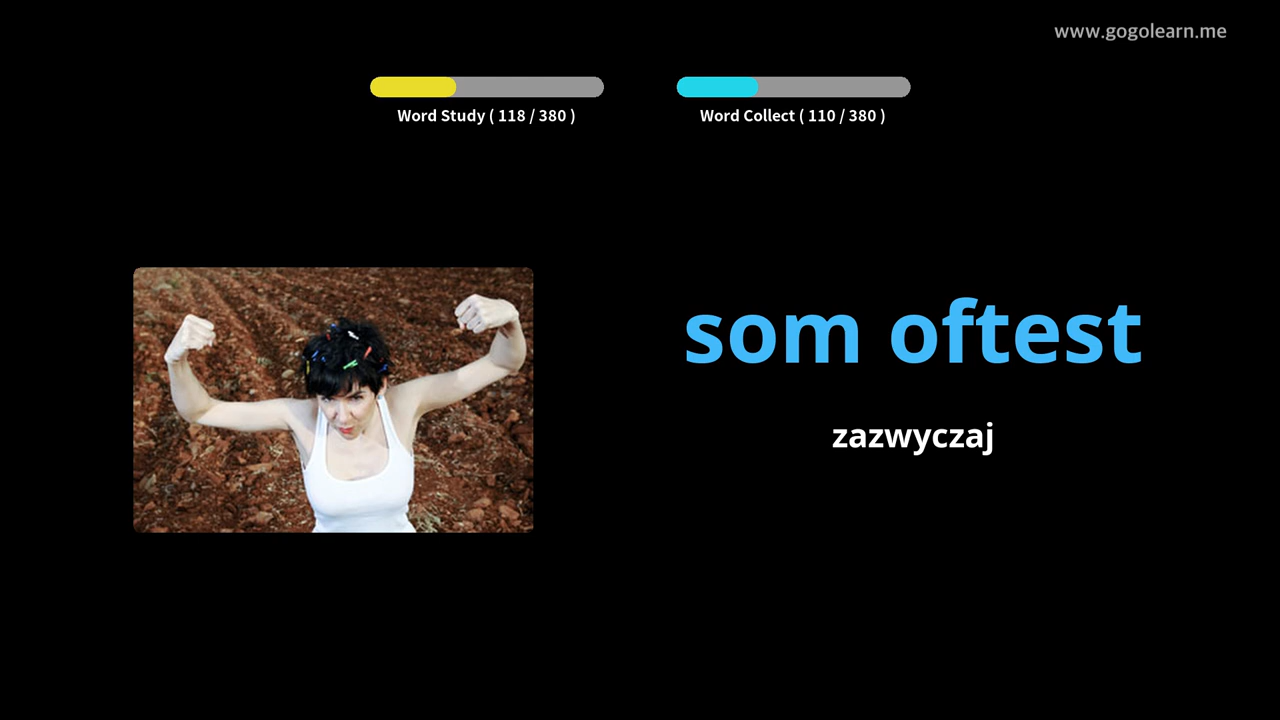 www.gogolearn.me
Word Study ( 118 / 380 )
Word Collect ( 110 / 380 )
som oftest
zazwyczaj